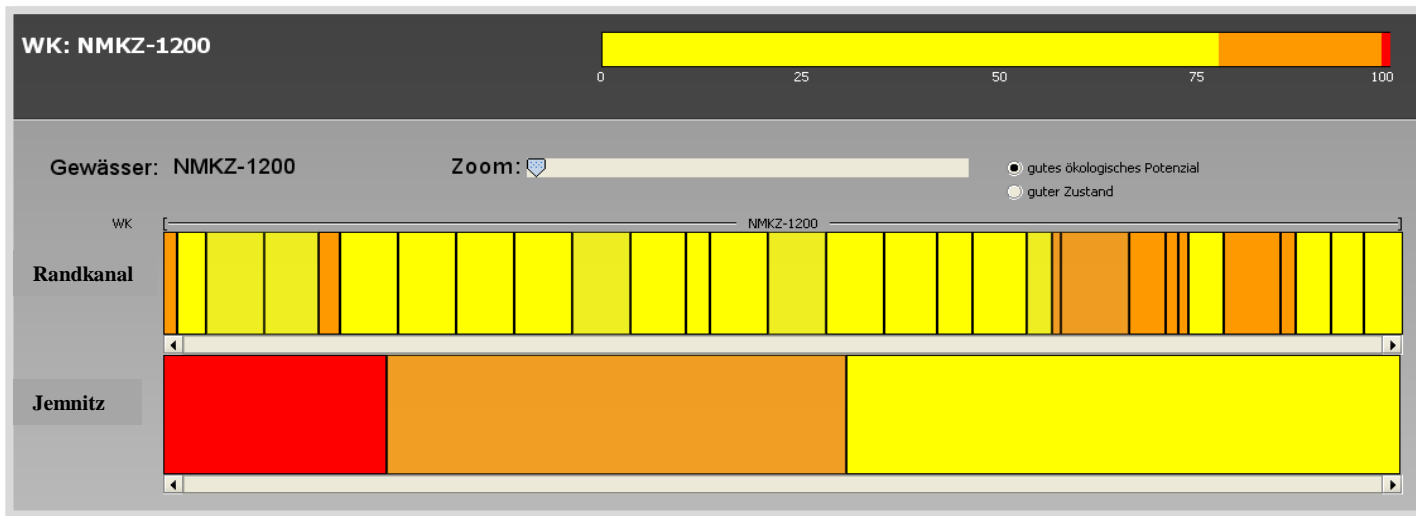 WK: NMKZ-1200
0 25 50 75 100
Gewässer: NMKZ-1200 Zoom:
gutes ökologisches Potenzial
guter Zustand
WK [ NMKZ-1200 ]
Randkanal
Jemnitz